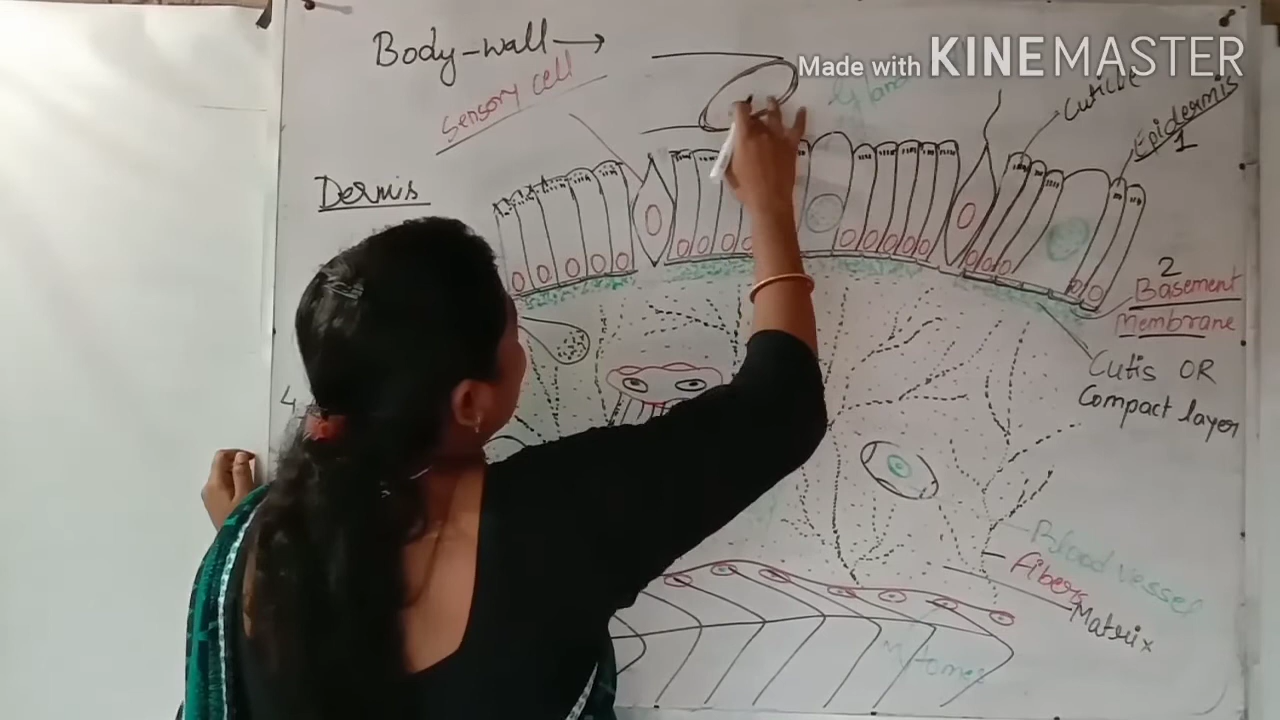 Body-wall →
Made with KINEMASTER
Sensory cell
Gland
Cuticle
Epidermis
1
Dermis
2
Basement
Membrane
Cutis OR
Compact layer
4
Blood vessel
fibers
Matrix